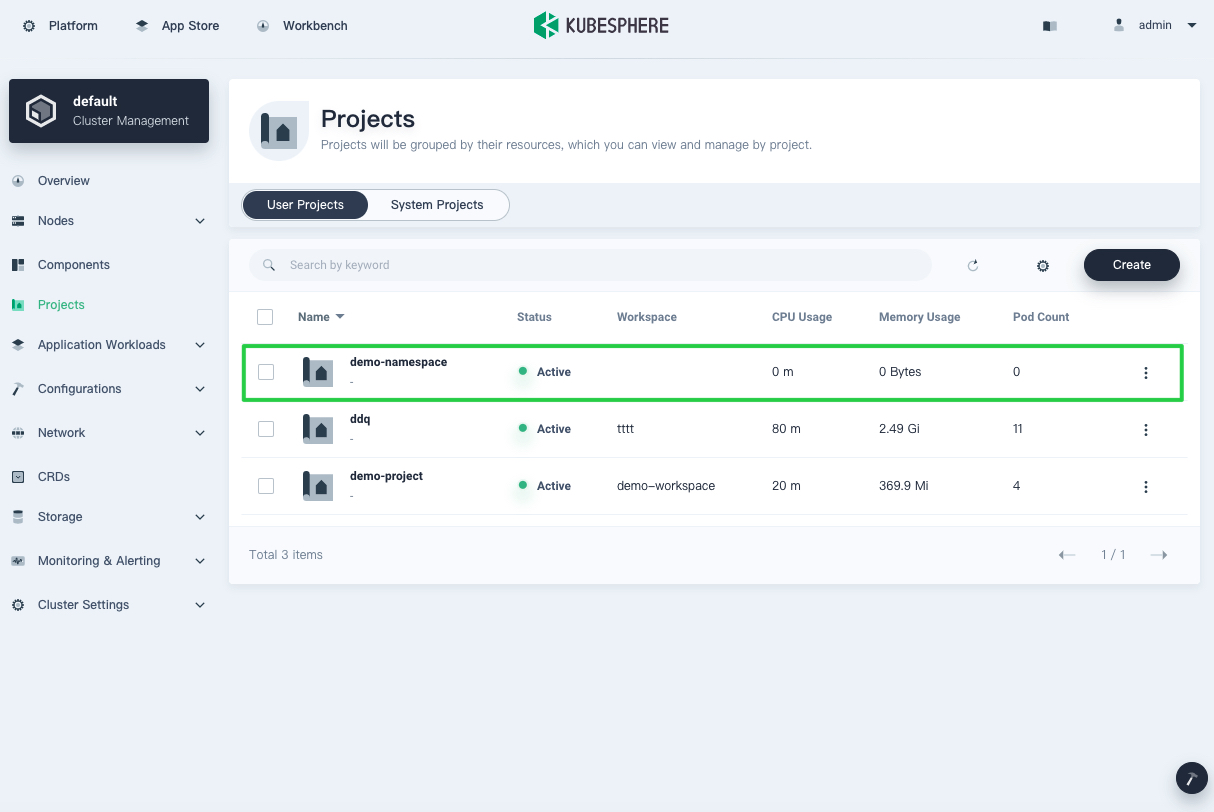 Platform
App Store
Workbench
KUBESPHERE
admin
default
Cluster Management
Overview
Nodes
Components
Projects
Application Workloads
Configurations
Network
CRDs
Storage
Monitoring & Alerting
Cluster Settings
Projects
Projects will be grouped by their resources, which you can view and manage by project.
User Projects
System Projects
Search by keyword
Create
Name Status Workspace CPU Usage Memory Usage Pod Count
demo-namespace
-
Active 0 m 0 Bytes 0
ddq
-
Active tttt 80 m 2.49 Gi 11
demo-project
-
Active demo-workspace 20 m 369.9 Mi 4
Total 3 items
1 / 1